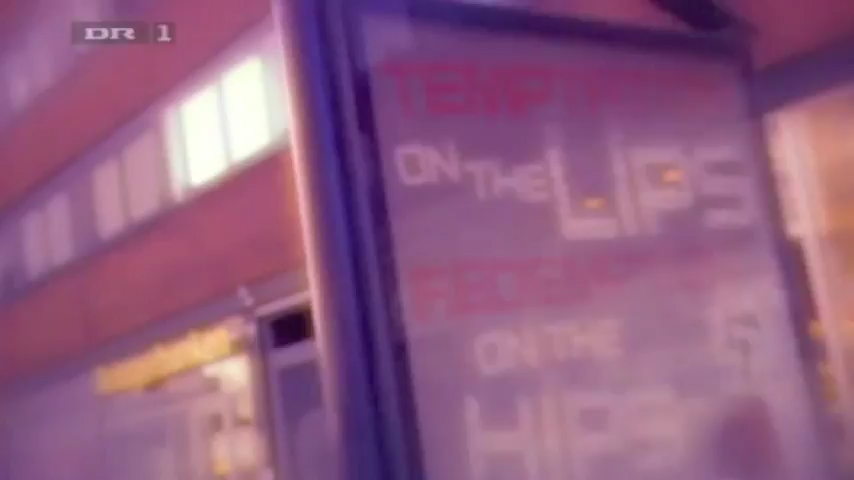 DR 1
TEMPTATION
ON THE LIPS
ON THE
HIPS